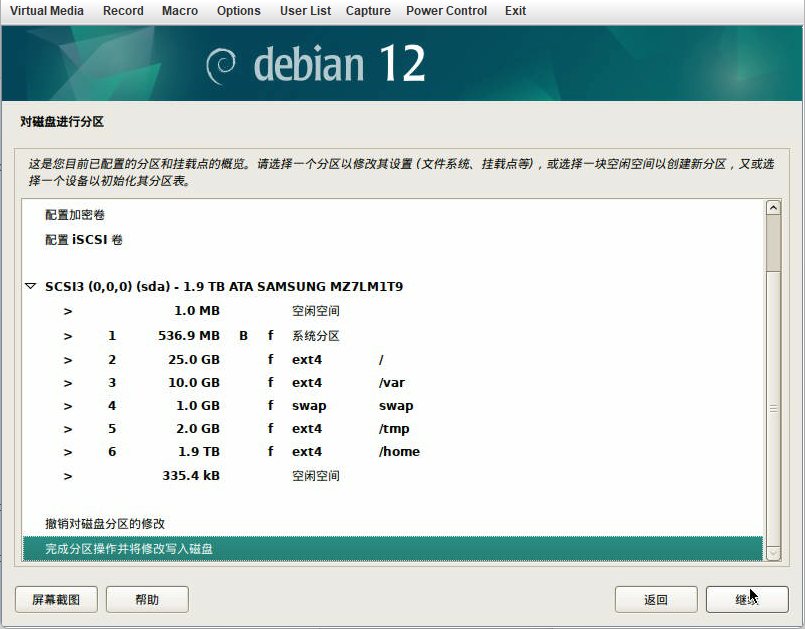 Virtual Media Record Macro Options User List Capture Power Control Exit
debian 12
对磁盘进行分区
这是您目前已配置的分区和挂载点的概览。请选择一个分区以修改其设置 (文件系统、挂载点等) , 或选择一块空闲空间以创建新分区 , 又或选
择一个设备以初始化其分区表。
配置加密卷
配置 iSCSI 卷
SCSI3 (0,0,0) (sda) - 1.9 TB ATA SAMSUNG MZ7LM1T9
> 1.0 MB 空闲空间
> 1 536.9 MB B f 系统分区
> 2 25.0 GB f ext4 /
> 3 10.0 GB f ext4 /var
> 4 1.0 GB f swap swap
> 5 2.0 GB f ext4 /tmp
> 6 1.9 TB f ext4 /home
> 335.4 kB 空闲空间
撤销对磁盘分区的修改
完成分区操作并将修改写入磁盘
屏幕截图 帮助 返回 继续